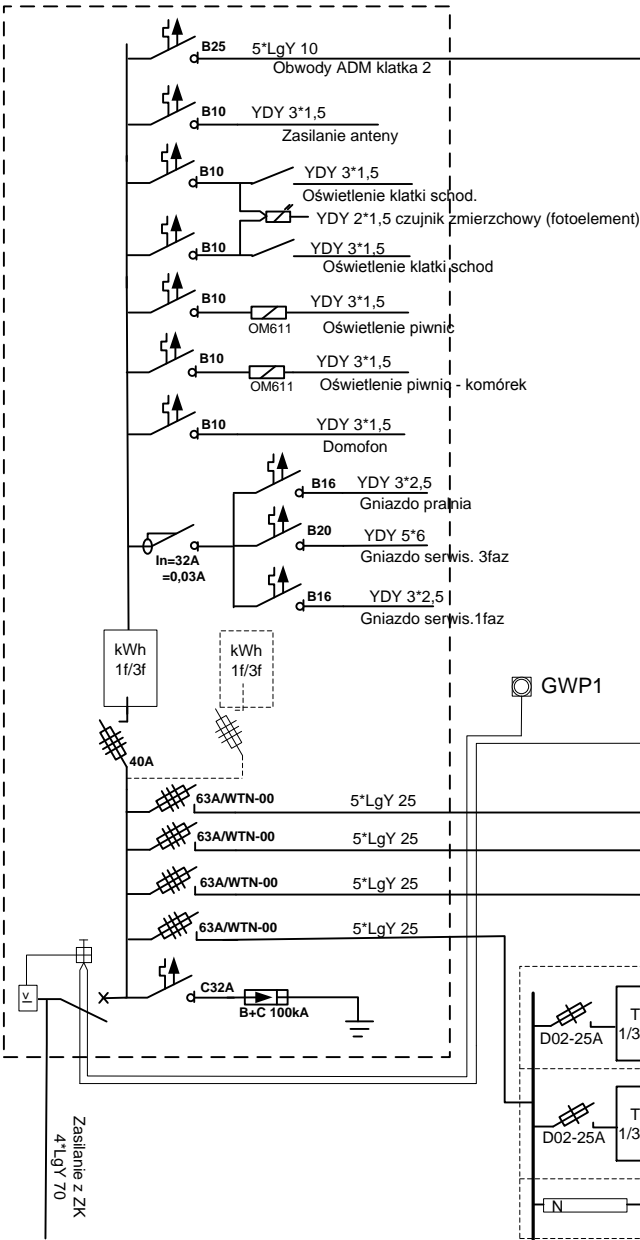 B25 5*LgY 10
Obwody ADM klatka 2
B10 YDY 3*1,5
Zasilanie anteny
B10 YDY 3*1,5
Oświetlenie klatki schod.
YDY 2*1,5 czujnik zmierzchowy (fotoelement)
B10 YDY 3*1,5
Oświetlenie klatki schod
B10 YDY 3*1,5
OM611 Oświetlenie piwnic
B10 YDY 3*1,5
OM611 Oświetlenie piwnic - komórek
B10 YDY 3*1,5
Domofon
B16 YDY 3*2,5
Gniazdo pralnia
B20 YDY 5*6
Gniazdo serwis. 3faz
In=32A
=0,03A
B16 YDY 3*2,5
Gniazdo serwis.1faz
kWh
1f/3f
kWh
1f/3f
GWP1
40A
63A/WTN-00 5*LgY 25
63A/WTN-00 5*LgY 25
63A/WTN-00 5*LgY 25
63A/WTN-00 5*LgY 25
C32A
B+C 100kA
V
D02-25A
T
1/3
D02-25A
T
1/3
N
Zasilanie z ZK
4*LgY 70